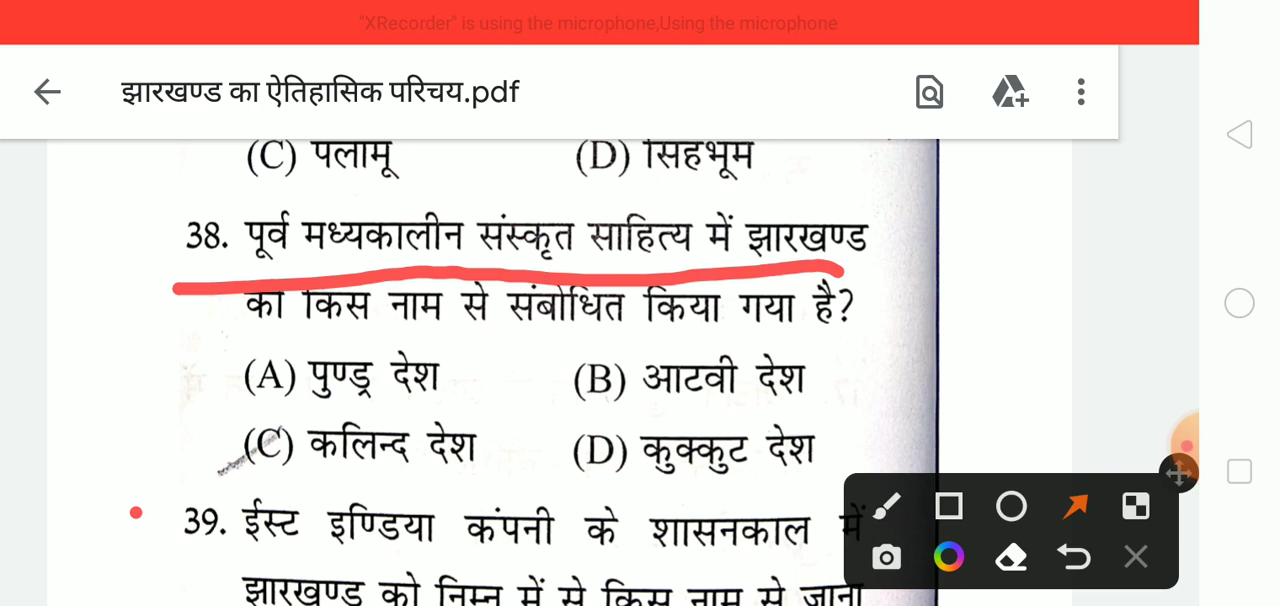 "XRecorder" is using the microphone,Using the microphone
झारखण्ड का ऐतिहासिक परिचय.pdf
(C) पलामू (D) सिंहभूम
38. पूर्व मध्यकालीन संस्कृत साहित्य में झारखण्ड
को किस नाम से संबोधित किया गया है?
(A) पुण्ड्र देश (B) आटवी देश
(C) कलिन्द देश (D) कुक्कुट देश
39. ईस्ट इण्डिया कंपनी के शासनकाल में
झारखण्ड को निम्न में से किस नाम से जाना